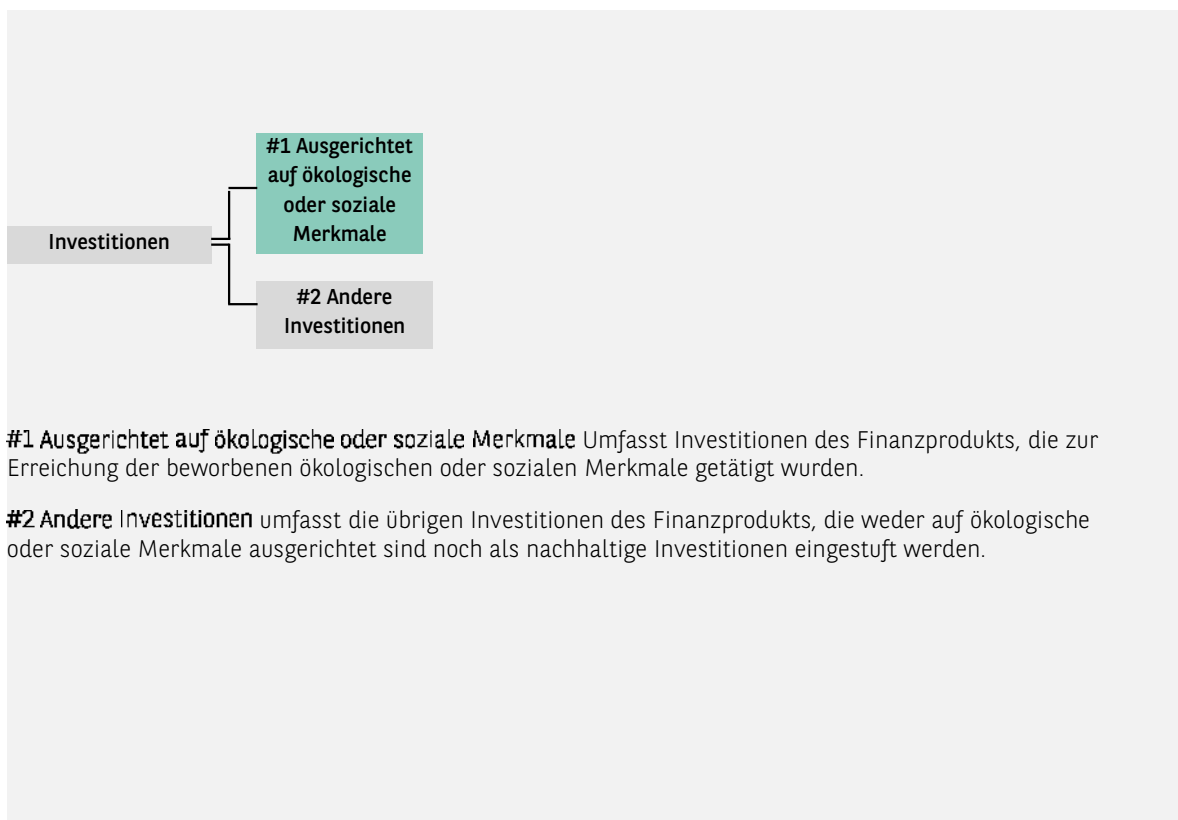 #1 Ausgerichtet
auf ökologische
oder soziale
Merkmale
Investitionen
#2 Andere
Investitionen
#1 Ausgerichtet auf ökologische oder soziale Merkmale Umfasst Investitionen des Finanzprodukts, die zur
Erreichung der beworbenen ökologischen oder sozialen Merkmale getätigt wurden.
#2 Andere Investitionen umfasst die übrigen Investitionen des Finanzprodukts, die weder auf ökologische
oder soziale Merkmale ausgerichtet sind noch als nachhaltige Investitionen eingestuft werden.